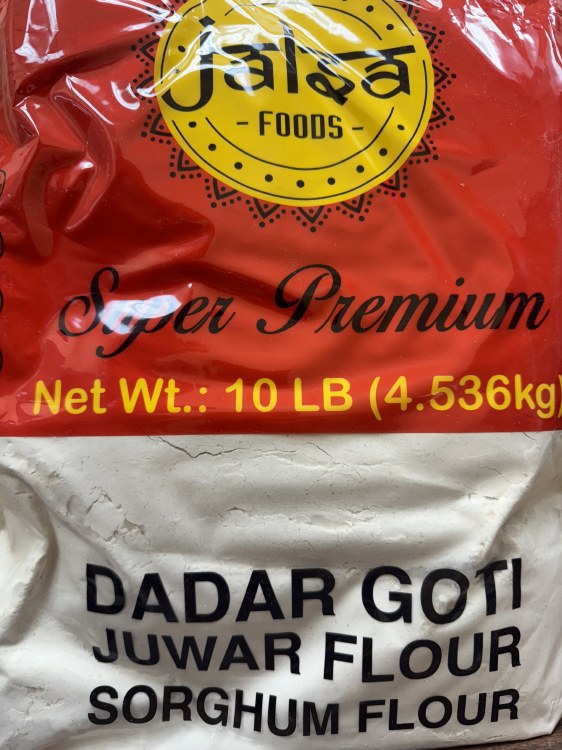 jalsa
- FOODS -
Super Premium
Net Wt.: 10 LB (4.536kg)
DADAR GOTI
JUWAR FLOUR
SORGHUM FLOUR